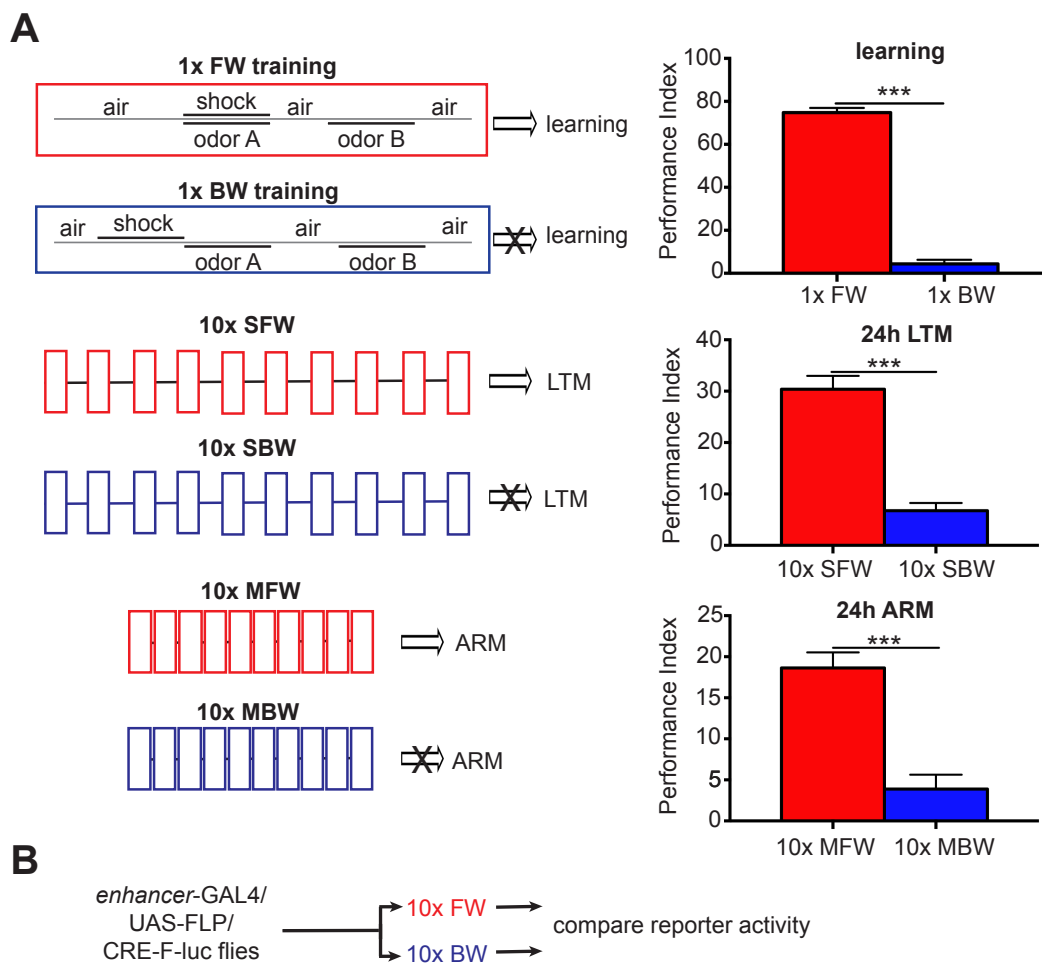 A
1x FW training
air
shock
air
air
odor A
odor B
learning
1x BW training
air
shock
air
air
odor A
odor B
learning
10x SFW
LTM
10x SBW
LTM
10x MFW
ARM
10x MBW
ARM
learning
Performance Index
100
80
60
40
20
0
***
1x FW
1x BW
24h LTM
Performance Index
40
30
20
10
0
***
10x SFW
10x SBW
24h ARM
Performance Index
25
20
15
10
5
0
***
10x MFW
10x MBW
B
enhancer-GAL4/
UAS-FLP/
CRE-F-luc flies
10x FW
10x BW
compare reporter activity